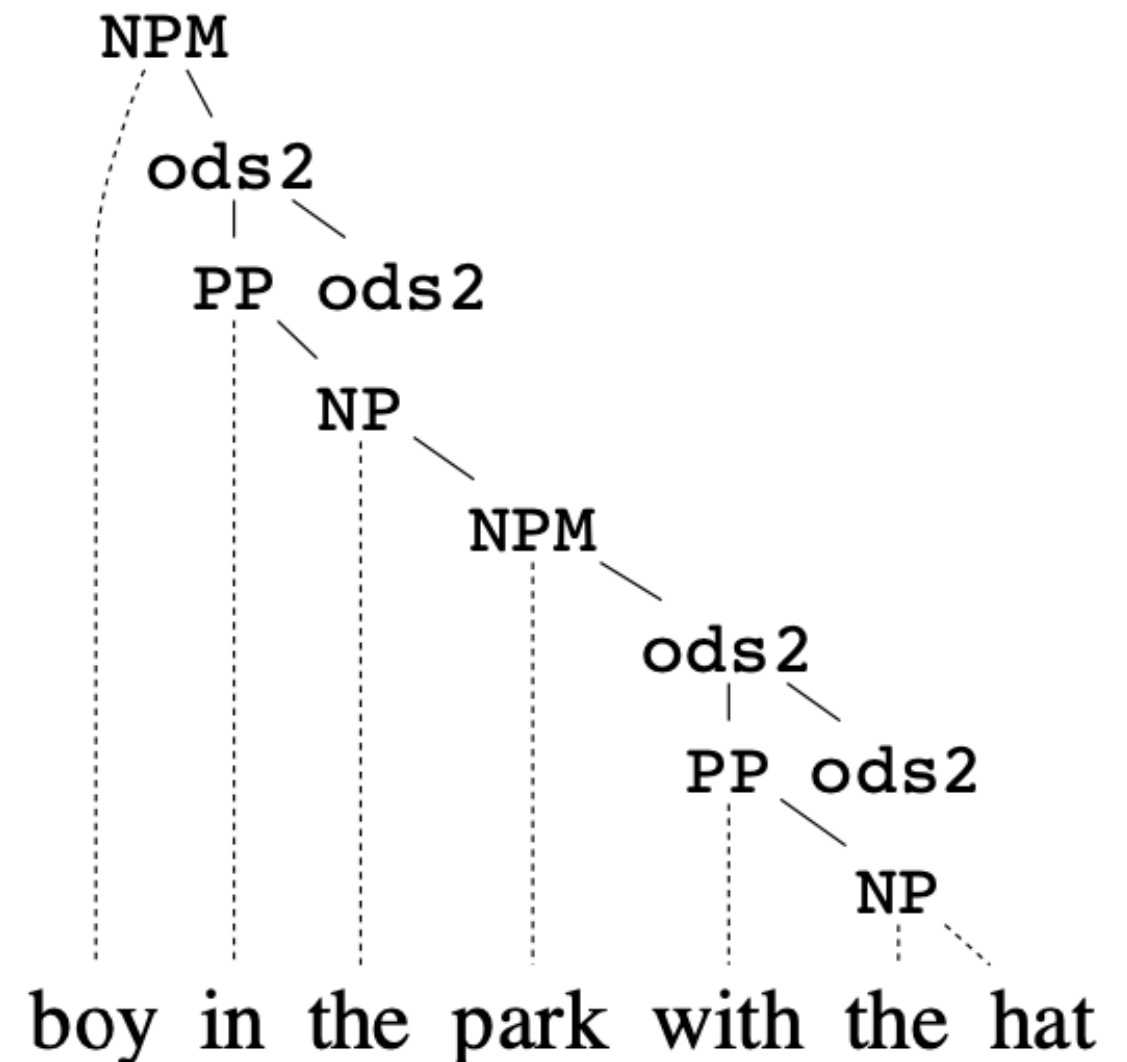 NPM
ods2
PP ods2
NP
NPM
ods2
PP ods2
NP
boy in the park with the hat